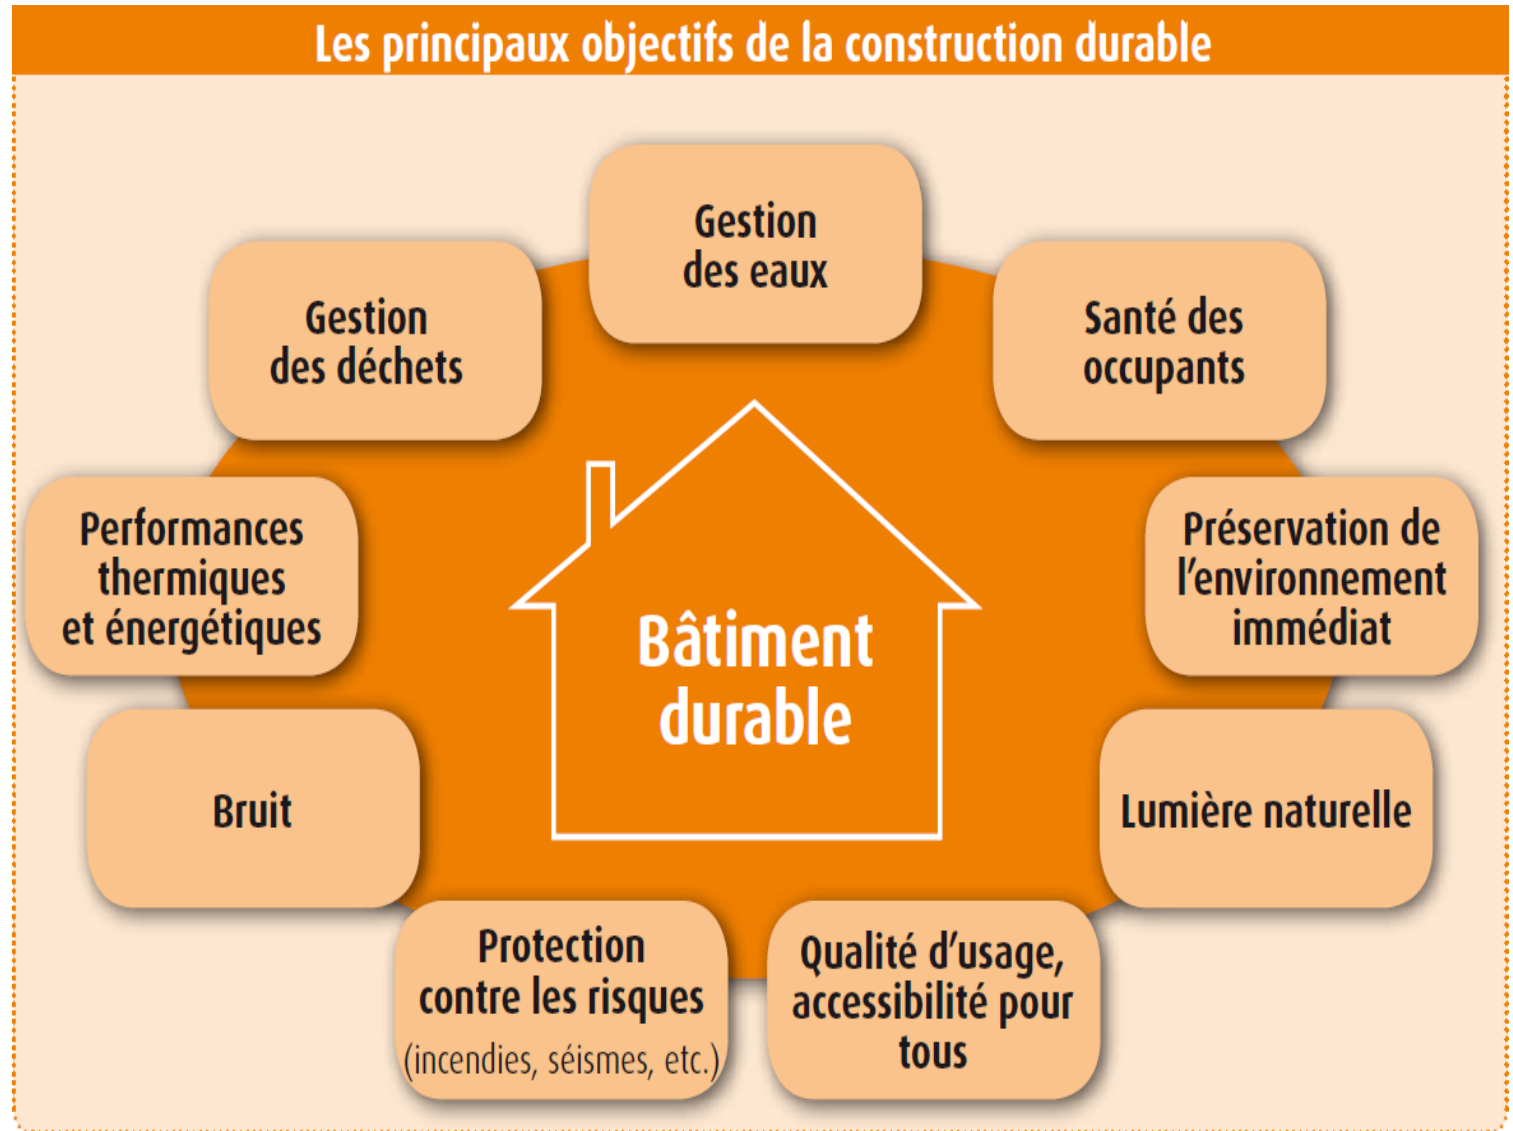 Les principaux objectifs de la construction durable
Gestion
des eaux
Gestion
des déchets
Santé des
occupants
Performances
thermiques
et énergétiques
Préservation de
l’environnement
immédiat
Bâtiment
durable
Bruit
Lumière naturelle
Protection
contre les risques
(incendies, séismes, etc.)
Qualité d’usage,
accessibilité pour
tous